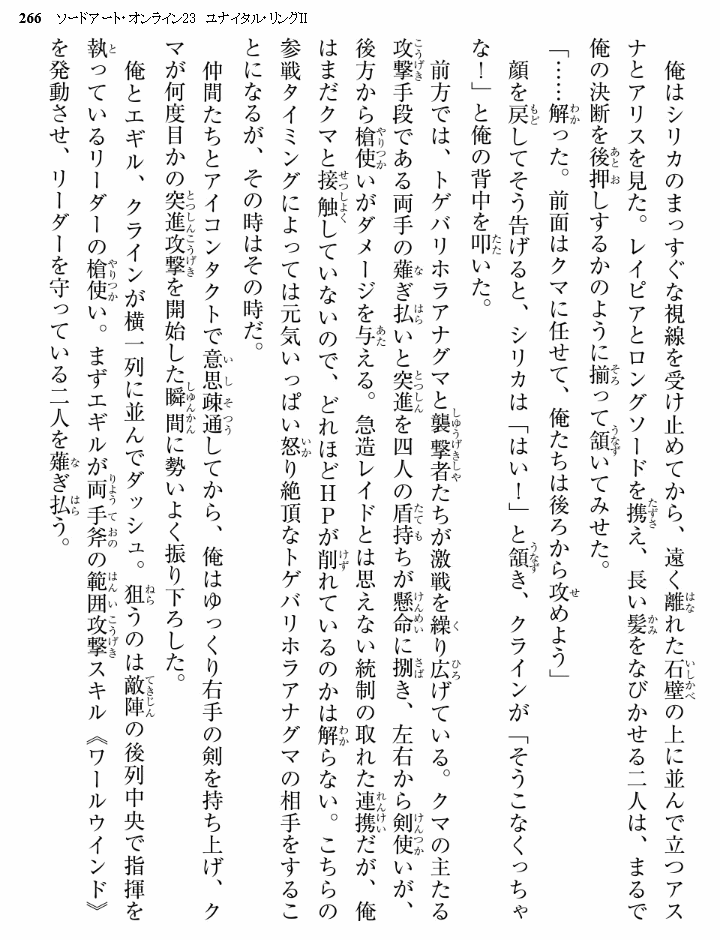 266 ソードアート・オンライン23 ユナイタル・リングⅡ
俺はシリカのまっすぐな視線を受け止めてから、遠く離れた石壁の上に並んで立つアス
ナとアリスを見た。レイピアとロングソードを携え、長い髪をなびかせる二人は、まるで
俺の決断を後押しするかのように揃って頷いてみせた。
「……解った。前面はクマに任せて、俺たちは後ろから攻めよう」
顔を戻してそう告げると、シリカは「はい！」と頷き、クラインが「そうこなくっちゃ
な！」と俺の背中を叩いた。
前方では、トゲバリホラアナグマと襲撃者たちが激戦を繰り広げている。クマの主たる
攻撃手段である両手の薙ぎ払いと突進を四人の盾持ちが懸命に捌き、左右から剣使いが、
後方から槍使いがダメージを与える。急造レイドとは思えない統制の取れた連携だが、俺
はまだクマと接触していないので、どれほどＨＰが削れているのかは解らない。こちらの
参戦タイミングによっては元気いっぱい怒り絶頂なトゲバリホラアナグマの相手をするこ
とになるが、その時はその時だ。
仲間たちとアイコンタクトで意思疎通してから、俺はゆっくり右手の剣を持ち上げ、ク
マが何度目かの突進攻撃を開始した瞬間に勢いよく振り下ろした。
俺とエギル、クラインが横一列に並んでダッシュ。狙うのは敵陣の後列中央で指揮を
執っているリーダーの槍使い。まずエギルが両手斧の範囲攻撃スキル《ワールウインド》
を発動させ、リーダーを守っている二人を薙ぎ払う。